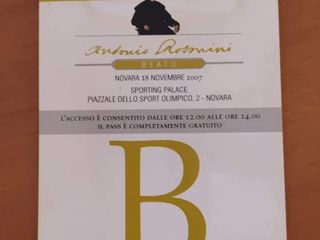 Antonio Rosmini
BEATO
NOVARA 18 NOVEMBRE 2007
SPORTING PALACE
PIAZZALE DELLO SPORT OLIMPICO, 2 - NOVARA
L'ACCESSO È CONSENTITO DALLE ORE 12.00 ALLE ORE 14.00
IL PASS È COMPLETAMENTE GRATUITO
B